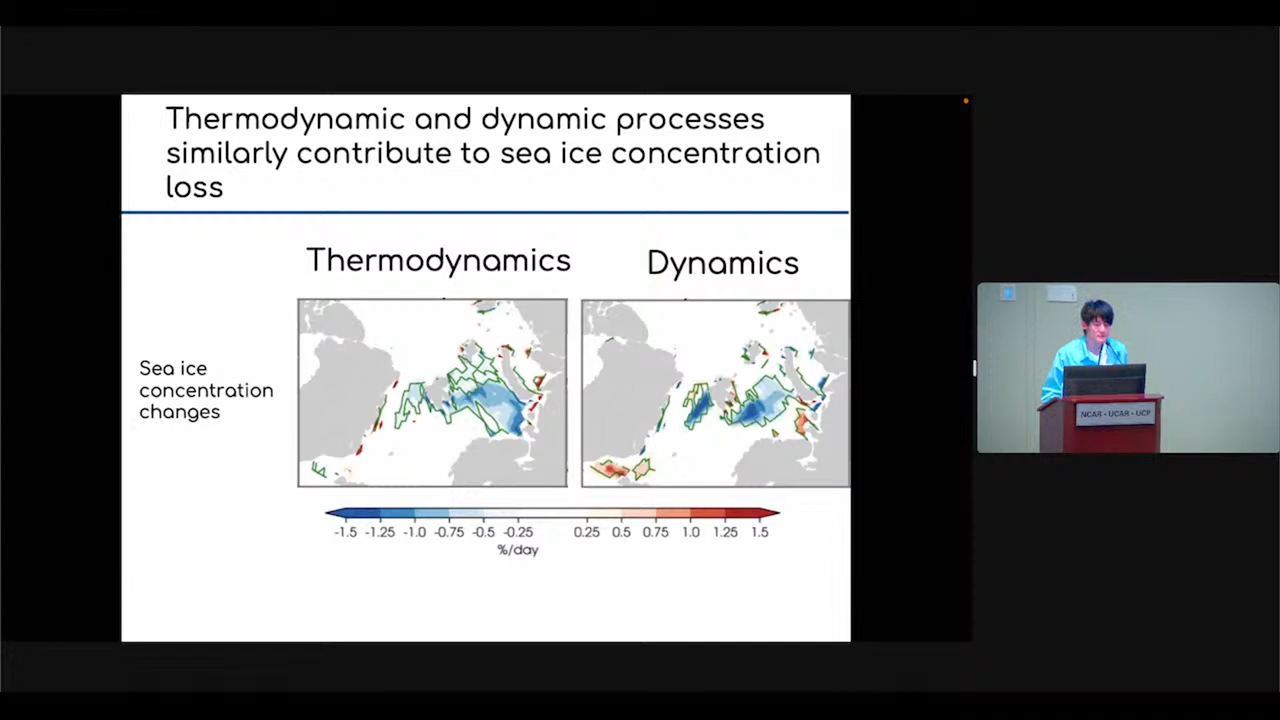 Thermodynamic and dynamic processes
similarly contribute to sea ice concentration
loss
Thermodynamics
Dynamics
Sea ice
concentration
changes
-1.5 -1.25 -1.0 -0.75 -0.5 -0.25 0.25 0.5 0.75 1.0 1.25 1.5
%/day
NCAR • UCAR • UCP